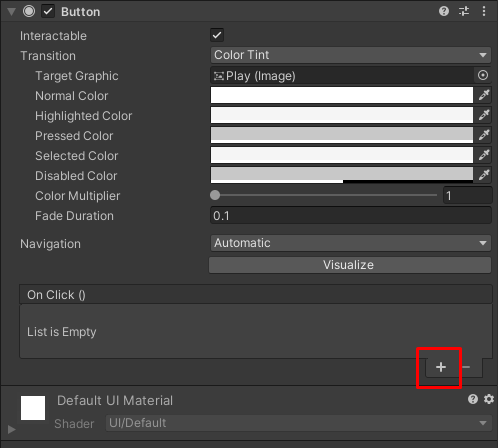 Button
Interactable
Transition Color Tint
Target Graphic Play (Image)
Normal Color
Highlighted Color
Pressed Color
Selected Color
Disabled Color
Color Multiplier 1
Fade Duration 0.1
Navigation Automatic
Visualize
On Click ()
List is Empty
+ −
Default UI Material
Shader UI/Default